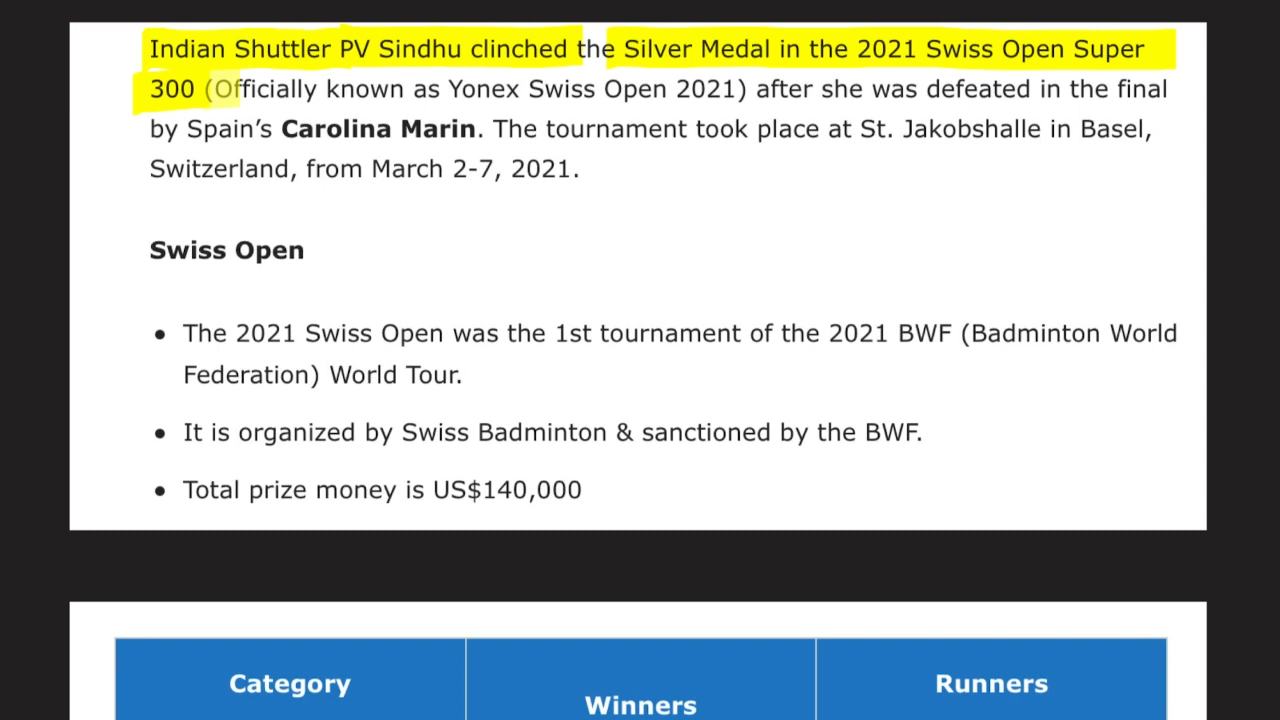 Indian Shuttler PV Sindhu clinched the Silver Medal in the 2021 Swiss Open Super
300 (Officially known as Yonex Swiss Open 2021) after she was defeated in the final
by Spain’s Carolina Marin. The tournament took place at St. Jakobshalle in Basel,
Switzerland, from March 2-7, 2021.
Swiss Open
• The 2021 Swiss Open was the 1st tournament of the 2021 BWF (Badminton World
Federation) World Tour.
• It is organized by Swiss Badminton & sanctioned by the BWF.
• Total prize money is US$140,000
Category
Winners
Runners